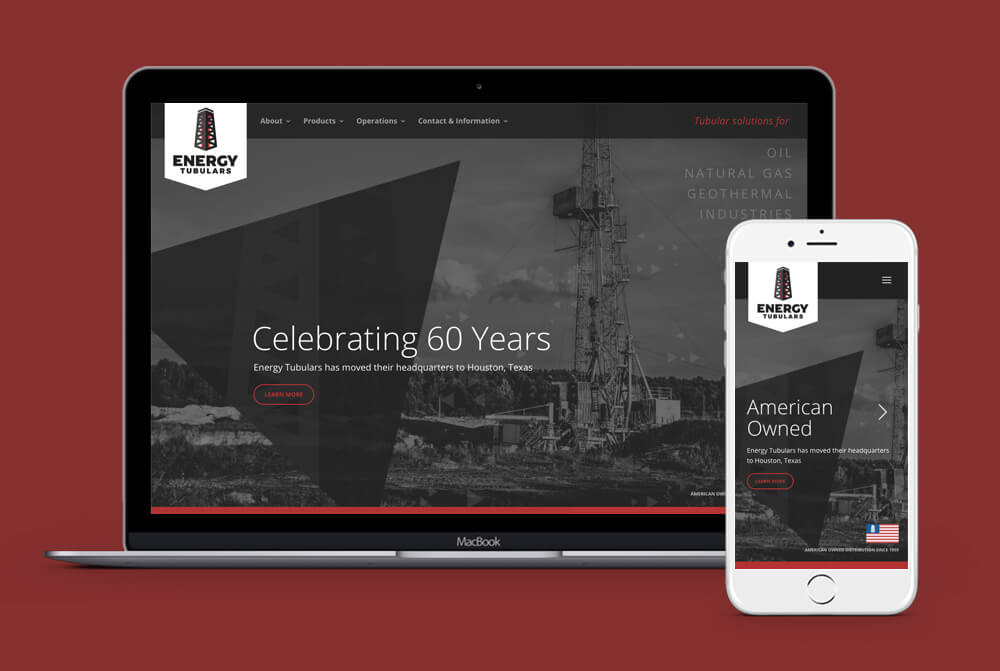 ENERGY
TUBULARS
About
Products
Operations
Contact & Information
Tubular solutions for
OIL
NATURAL GAS
GEOTHERMAL
INDUSTRIES
Celebrating 60 Years
Energy Tubulars has moved their headquarters to Houston, Texas
LEARN MORE
AMERICAN
MacBook
ENERGY
TUBULARS
American
Owned
Energy Tubulars has moved their headquarters
to Houston, Texas
LEARN MORE
AMERICAN OWNED DISTRIBUTION SINCE 1959